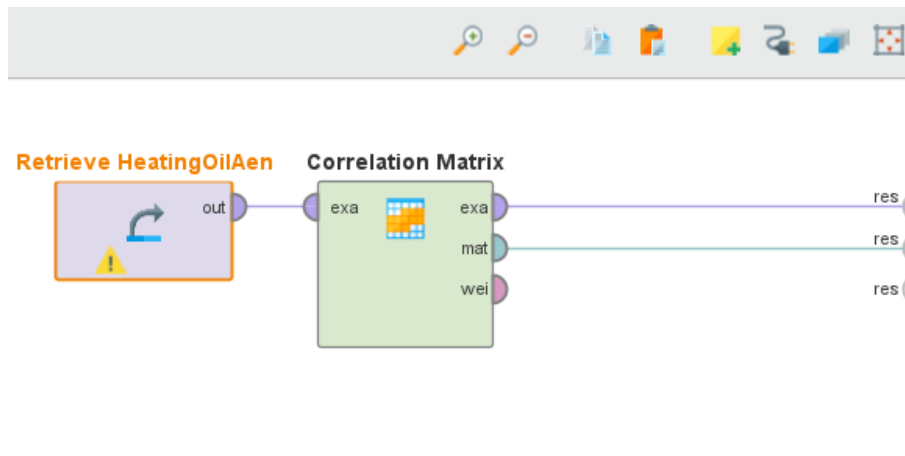 Retrieve HeatingOilAen Correlation Matrix
out exa exa res
mat res
wei res